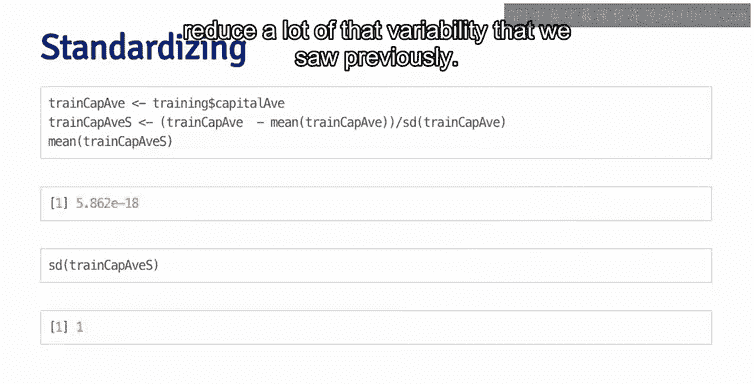 reduce a lot of that variability that we
saw previously.
Standardizing
trainCapAve <- training$capitalAve
trainCapAveS <- (trainCapAve  - mean(trainCapAve))/sd(trainCapAve)
mean(trainCapAveS)
[1] 5.862e-18
sd(trainCapAveS)
[1] 1